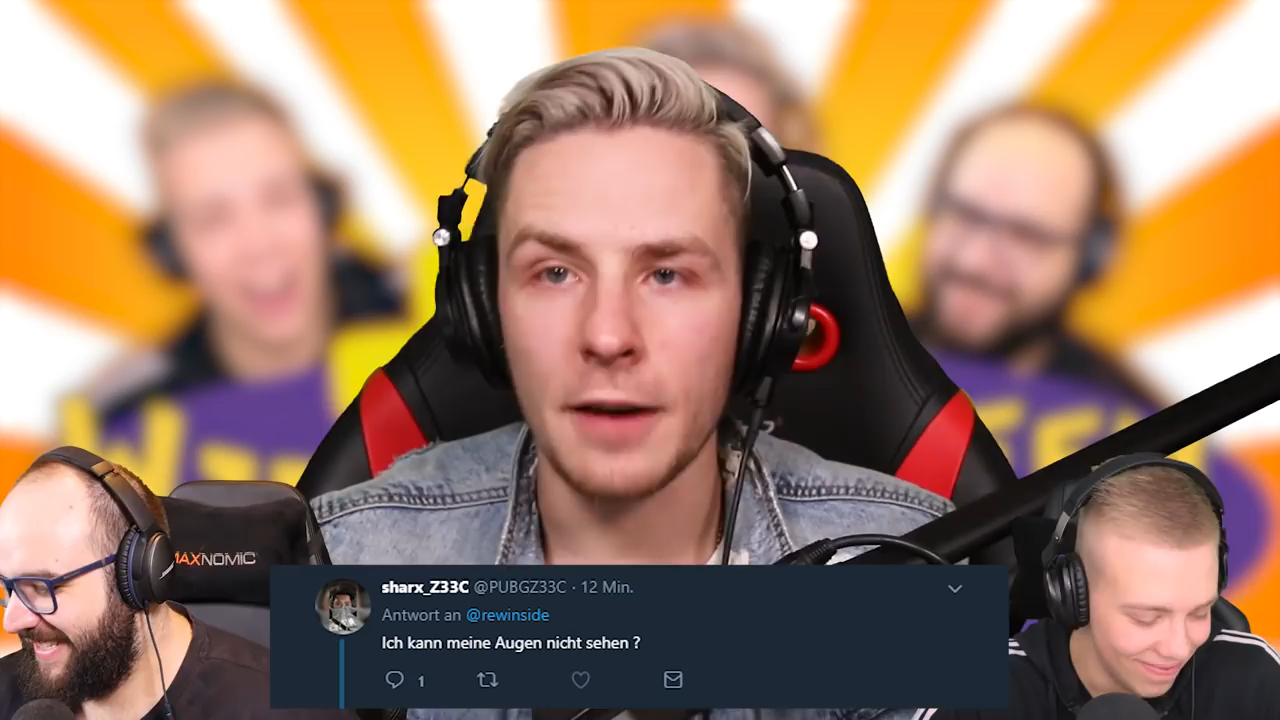 MAXNOMIC
sharx_Z33C @PUBGZ33C · 12 Min.
Antwort an @rewinside
Ich kann meine Augen nicht sehen ?
1